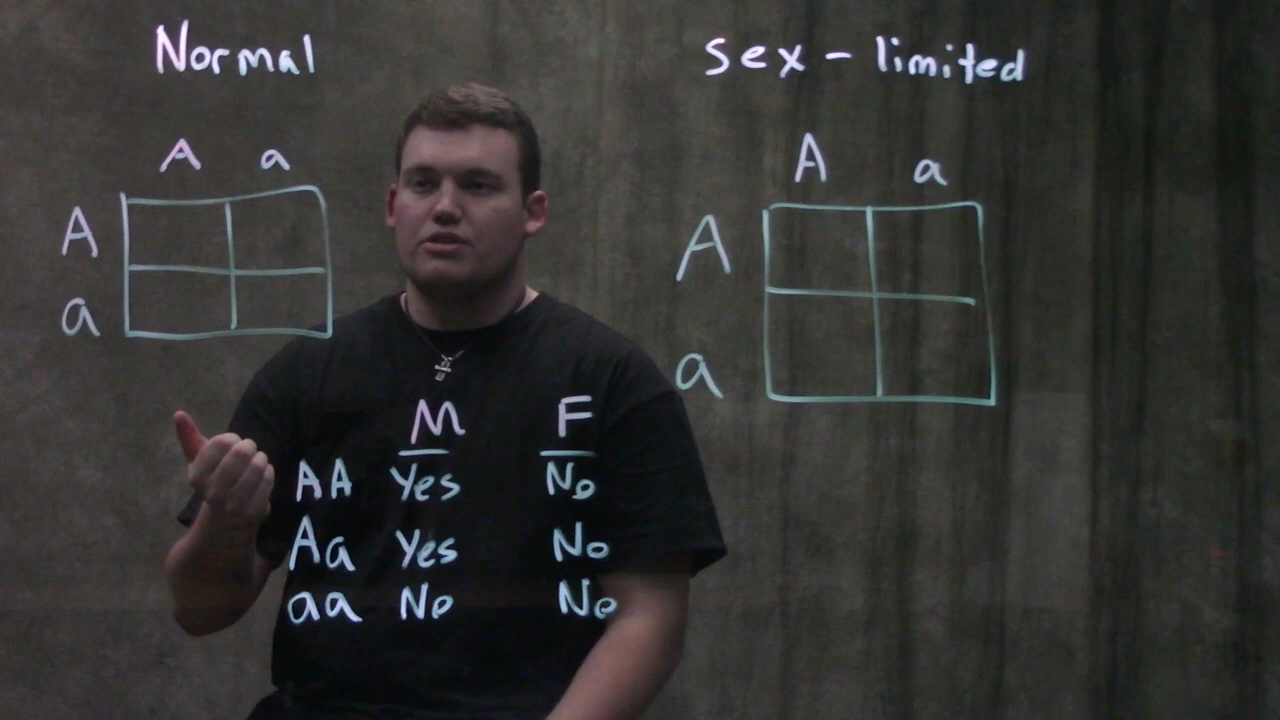 Normal
A a
A
a
sex - limited
A a
A
a
M F
AA Yes No
Aa Yes No
aa No No